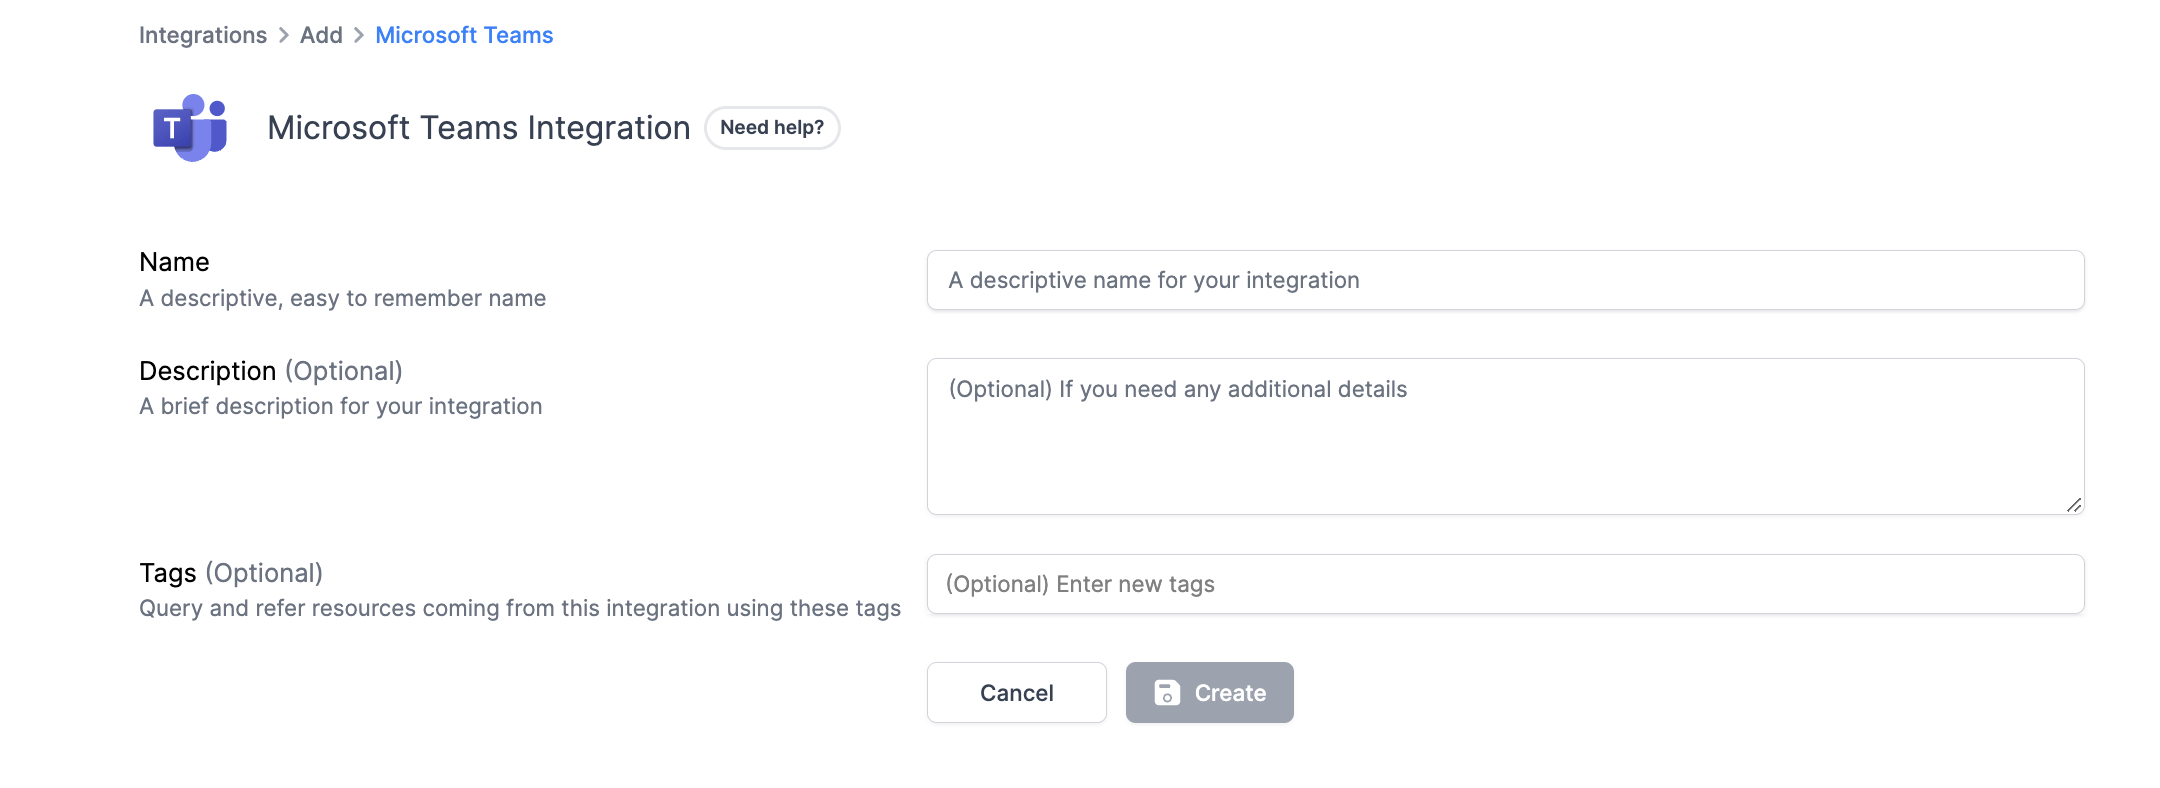 Integrations > Add > Microsoft Teams
T
Microsoft Teams Integration Need help?
Name
A descriptive, easy to remember name
A descriptive name for your integration
Description (Optional)
A brief description for your integration
(Optional) If you need any additional details
Tags (Optional)
Query and refer resources coming from this integration using these tags
(Optional) Enter new tags
Cancel Create